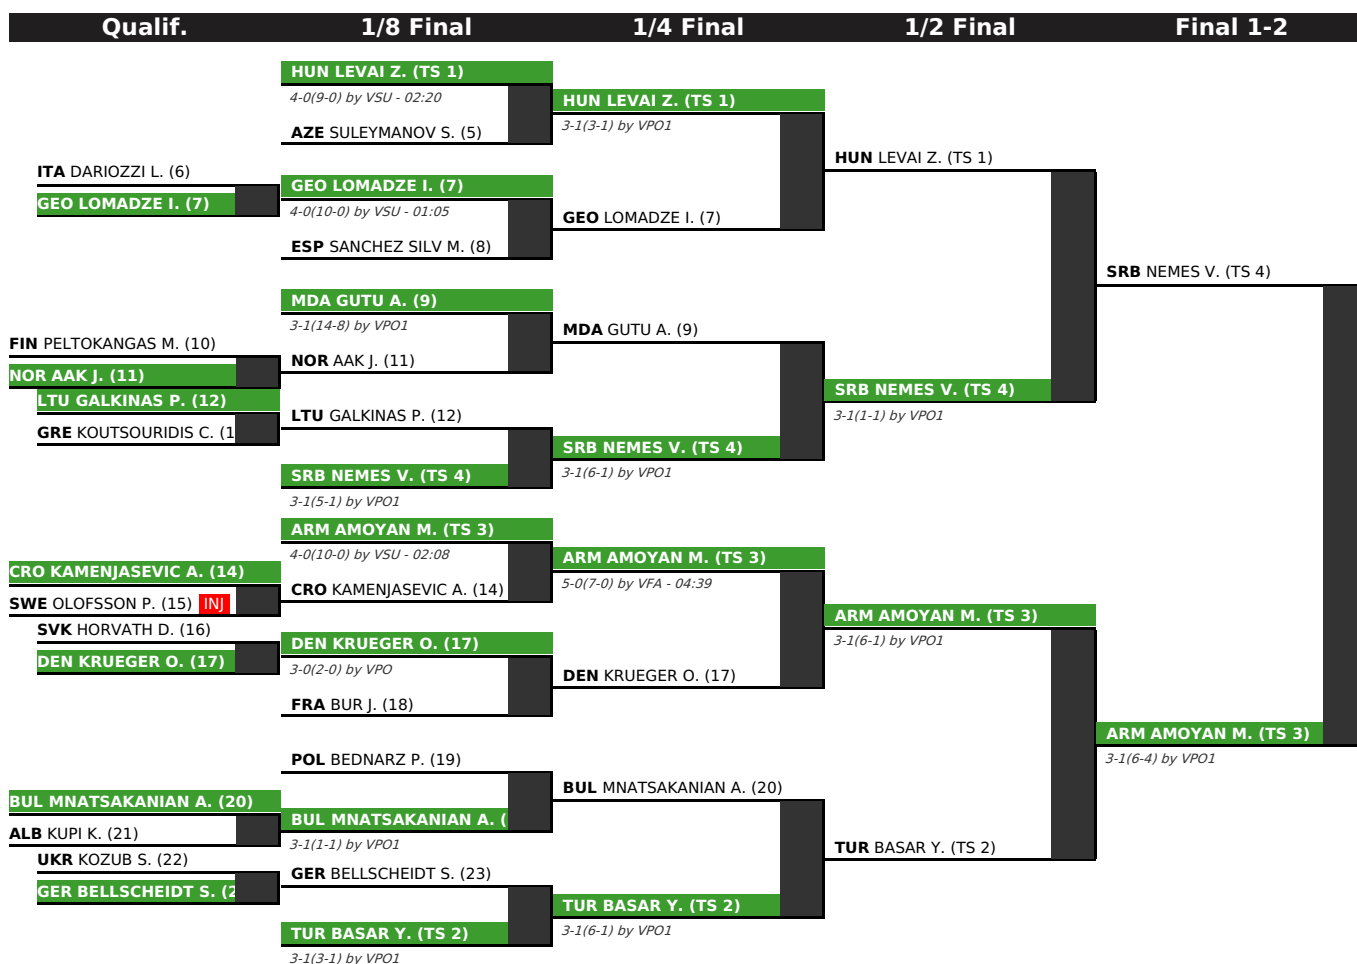 Qualif.
1/8 Final
1/4 Final
1/2 Final
Final 1-2
ITA DARIOZZI L. (6)
GEO LOMADZE I. (7)
FIN PELTOKANGAS M. (10)
NOR AAK J. (11)
LTU GALKINAS P. (12)
GRE KOUTSOURIDIS C. (1
CRO KAMENJASEVIC A. (14)
SWE OLOFSSON P. (15) INJ
SVK HORVATH D. (16)
DEN KRUEGER O. (17)
BUL MNATSAKANIAN A. (20)
ALB KUPI K. (21)
UKR KOZUB S. (22)
GER BELLSCHEIDT S. (2
HUN LEVAI Z. (TS 1)
4-0(9-0) by VSU - 02:20
AZE SULEYMANOV S. (5)
GEO LOMADZE I. (7)
4-0(10-0) by VSU - 01:05
ESP SANCHEZ SILV M. (8)
MDA GUTU A. (9)
3-1(14-8) by VPO1
NOR AAK J. (11)
LTU GALKINAS P. (12)
SRB NEMES V. (TS 4)
3-1(5-1) by VPO1
ARM AMOYAN M. (TS 3)
4-0(10-0) by VSU - 02:08
CRO KAMENJASEVIC A. (14)
DEN KRUEGER O. (17)
3-0(2-0) by VPO
FRA BUR J. (18)
POL BEDNARZ P. (19)
BUL MNATSAKANIAN A. (
3-1(1-1) by VPO1
GER BELLSCHEIDT S. (23)
TUR BASAR Y. (TS 2)
3-1(3-1) by VPO1
HUN LEVAI Z. (TS 1)
3-1(3-1) by VPO1
GEO LOMADZE I. (7)
MDA GUTU A. (9)
SRB NEMES V. (TS 4)
3-1(6-1) by VPO1
ARM AMOYAN M. (TS 3)
5-0(7-0) by VFA - 04:39
DEN KRUEGER O. (17)
BUL MNATSAKANIAN A. (20)
TUR BASAR Y. (TS 2)
3-1(6-1) by VPO1
HUN LEVAI Z. (TS 1)
SRB NEMES V. (TS 4)
3-1(1-1) by VPO1
ARM AMOYAN M. (TS 3)
3-1(6-1) by VPO1
TUR BASAR Y. (TS 2)
SRB NEMES V. (TS 4)
ARM AMOYAN M. (TS 3)
3-1(6-4) by VPO1